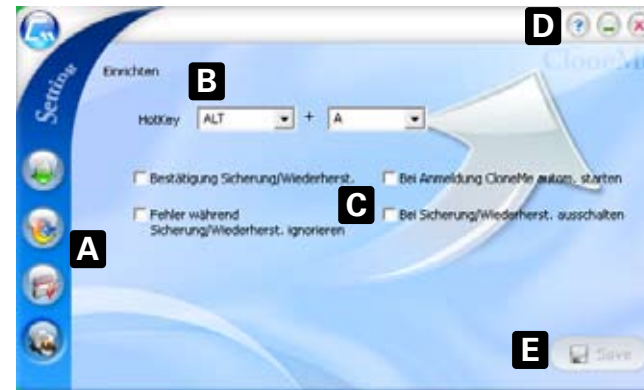 D
?
CloneMe
Setting
Einrichten
B
HotKey ALT + A
Bestätigung Sicherung/Wiederherst.
Bei Anmeldung CloneMe autom. starten
C
Fehler während
Sicherung/Wiederherst. ignorieren
Bei Sicherung/Wiederherst. ausschalten
A
E
Save